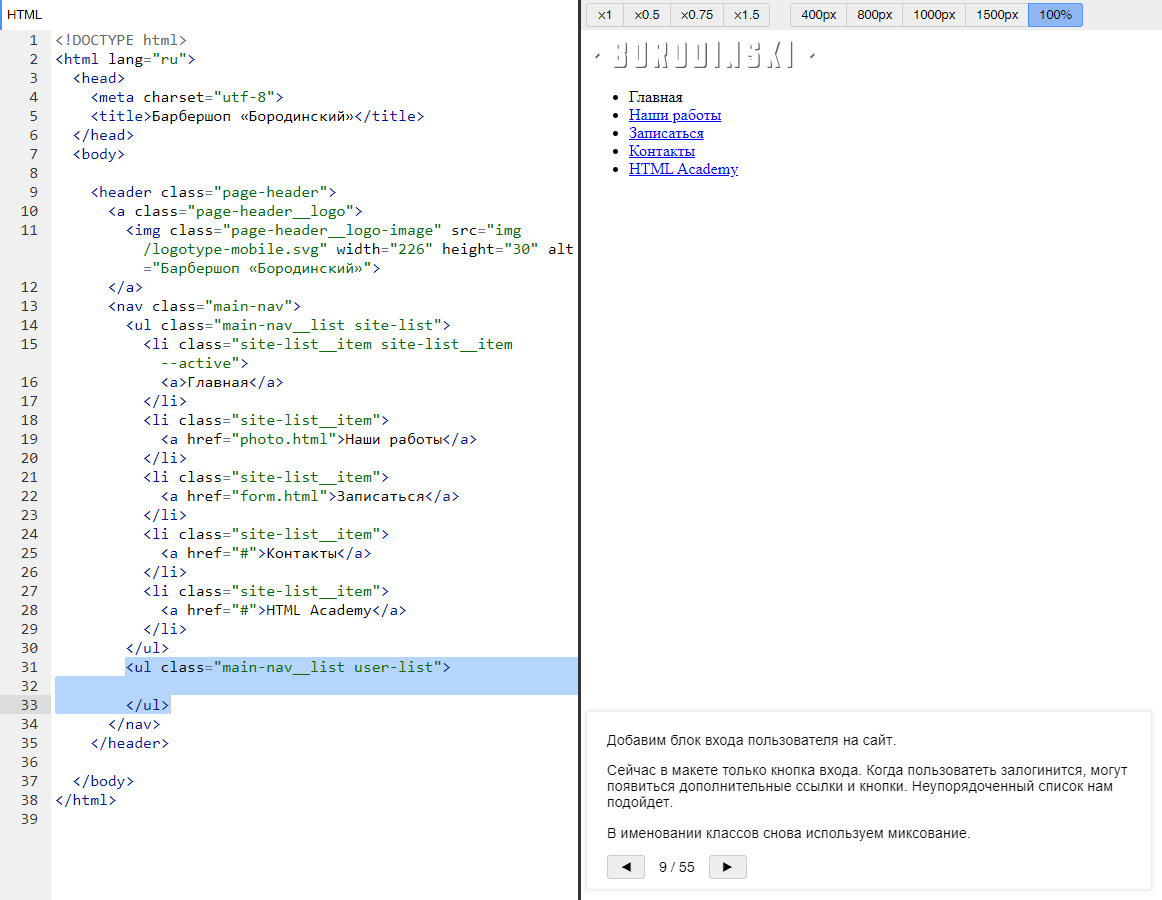 HTML
×1 ×0.5 ×0.75 ×1.5 400px 800px 1000px 1500px 100%
1 <!DOCTYPE html>
2 <html lang="ru">
3 <head>
4 <meta charset="utf-8">
5 <title>Барбершоп «Бородинский»</title>
6 </head>
7 <body>
8
9 <header class="page-header">
10 <a class="page-header__logo">
11 <img class="page-header__logo-image" src="img
/logotype-mobile.svg" width="226" height="30" alt
="Барбершоп «Бородинский»">
12 </a>
13 <nav class="main-nav">
14 <ul class="main-nav__list site-list">
15 <li class="site-list__item site-list__item
--active">
16 <a>Главная</a>
17 </li>
18 <li class="site-list__item">
19 <a href="photo.html">Наши работы</a>
20 </li>
21 <li class="site-list__item">
22 <a href="form.html">Записаться</a>
23 </li>
24 <li class="site-list__item">
25 <a href="#">Контакты</a>
26 </li>
27 <li class="site-list__item">
28 <a href="#">HTML Academy</a>
29 </li>
30 </ul>
31 <ul class="main-nav__list user-list">
32
33 </ul>
34 </nav>
35 </header>
36
37 </body>
38 </html>
39
· BORODINSKI ·
• Главная
• Наши работы
• Записаться
• Контакты
• HTML Academy
Добавим блок входа пользователя на сайт.
Сейчас в макете только кнопка входа. Когда пользоватеть залогинится, могут
появиться дополнительные ссылки и кнопки. Неупорядоченный список нам
подойдет.
В именовании классов снова используем миксование.
◄ 9 / 55 ►